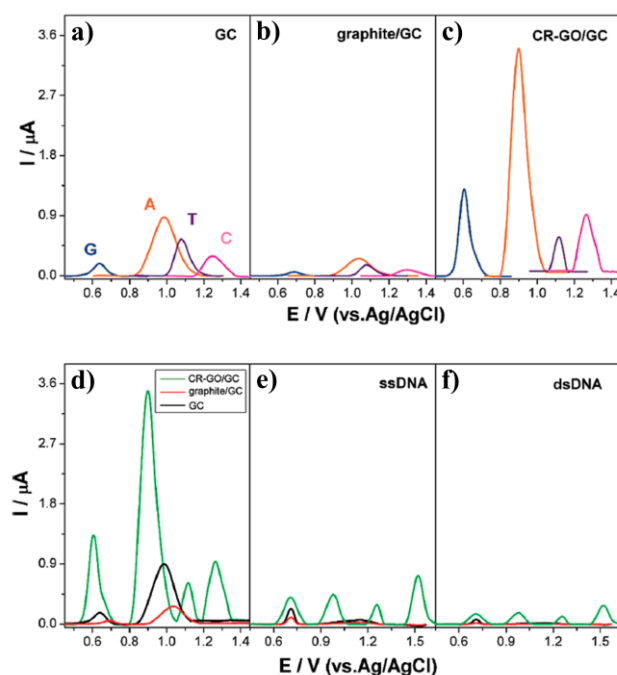 a) GC
b) graphite/GC
c) CR-GO/GC
3.6
2.7
1.8
0.9
0.0
I / μA
G
A
T
C
0.6 0.8 1.0 1.2 1.4
0.6 0.8 1.0 1.2 1.4
0.6 0.8 1.0 1.2 1.4
E / V (vs.Ag/AgCl)
d)
CR-GO/GC
graphite/GC
GC
e) ssDNA
f) dsDNA
3.6
2.7
1.8
0.9
0.0
I / μA
0.6 0.8 1.0 1.2 1.4
0.6 0.9 1.2 1.5
0.6 0.9 1.2 1.5
E / V (vs.Ag/AgCl)